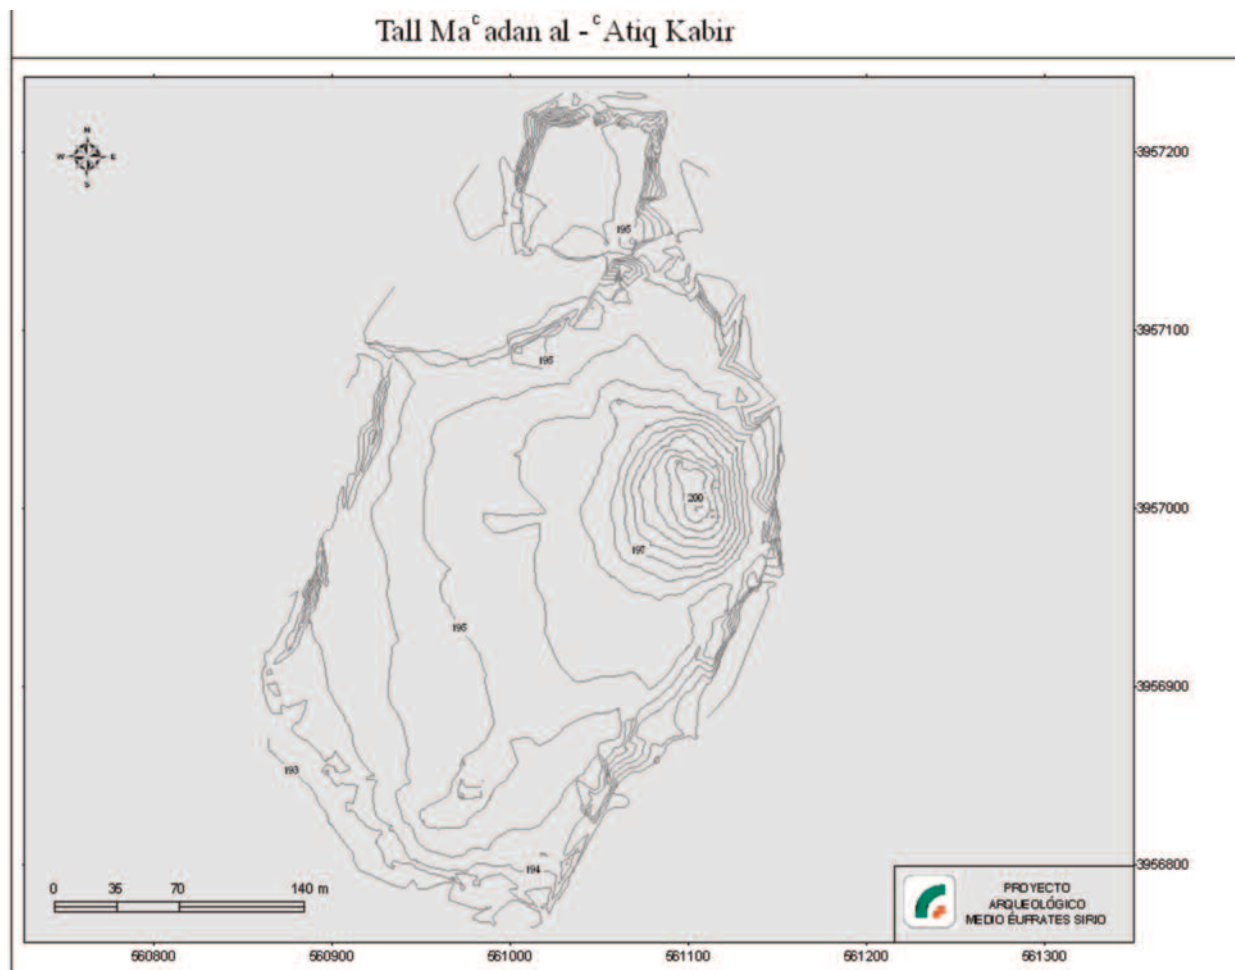 Tall Maᶜadan al -ᶜAtiq Kabir
N
W E
S
3957200
195
3957100
195
200
3957000
197
195
3956900
193
194
3956800
0 35 70 140 m
PROYECTO
ARQUEOLÓGICO
MEDIO ÉUFRATES SIRIO
560800 560900 561000 561100 561200 561300